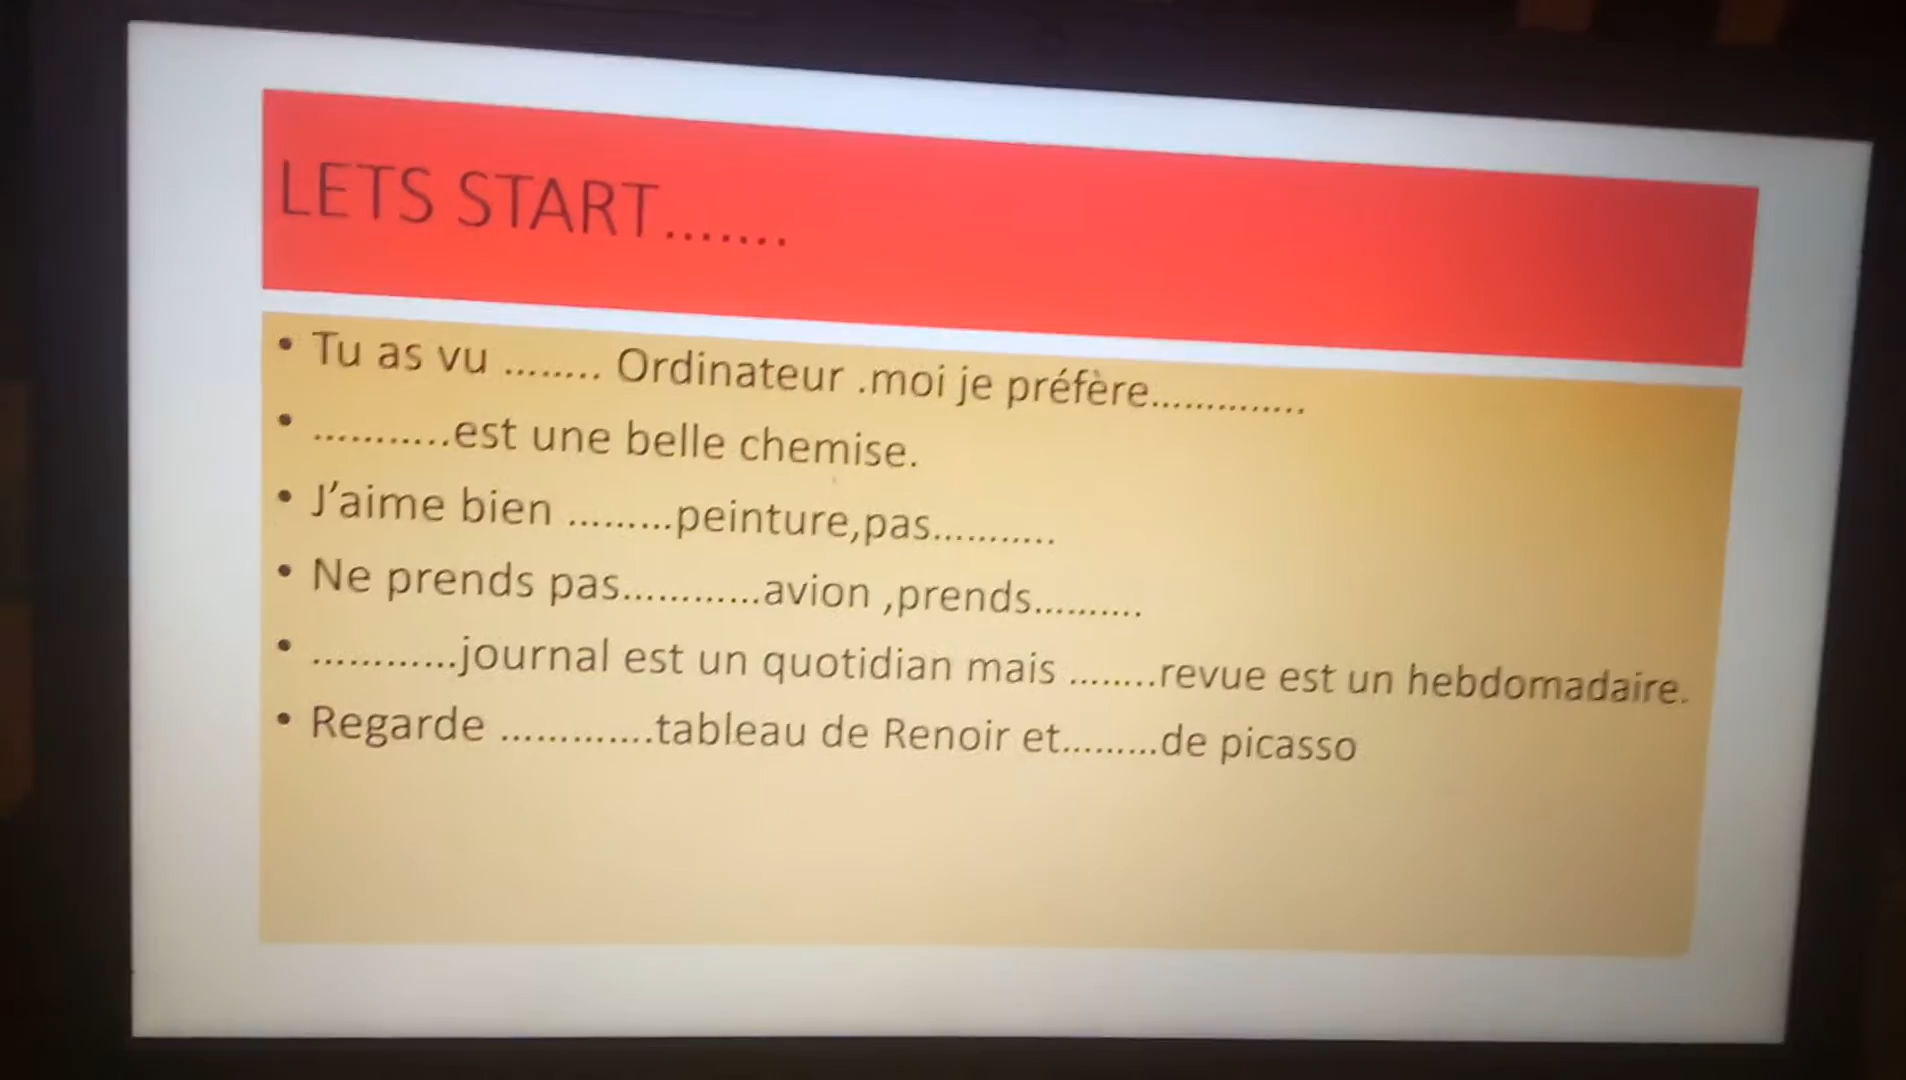 LETS START.......
• Tu as vu ........ Ordinateur .moi je préfère..............
• ...........est une belle chemise.
• J'aime bien .........peinture,pas...........
• Ne prends pas............avion ,prends..........
• ............journal est un quotidian mais ........revue est un hebdomadaire.
• Regarde .............tableau de Renoir et.........de picasso